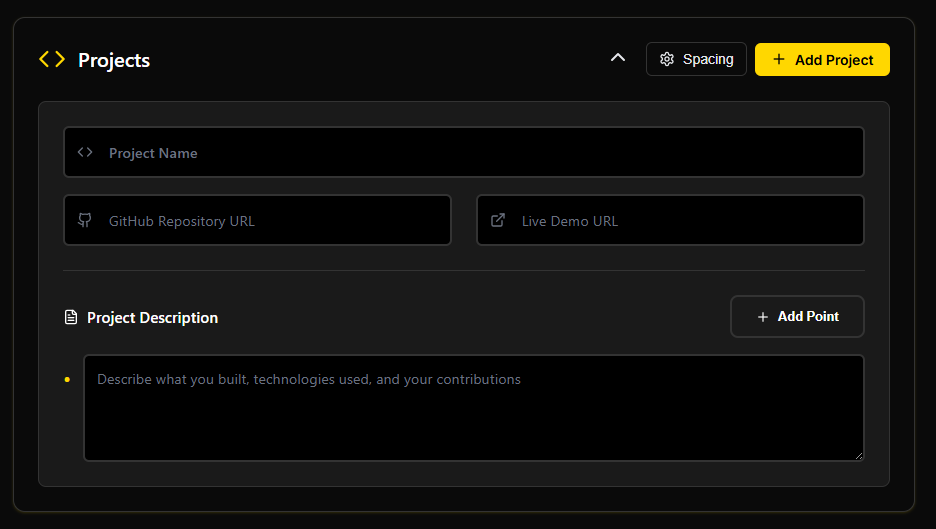 Projects
Spacing
Add Project
Project Name
GitHub Repository URL
Live Demo URL
Project Description
Add Point
Describe what you built, technologies used, and your contributions